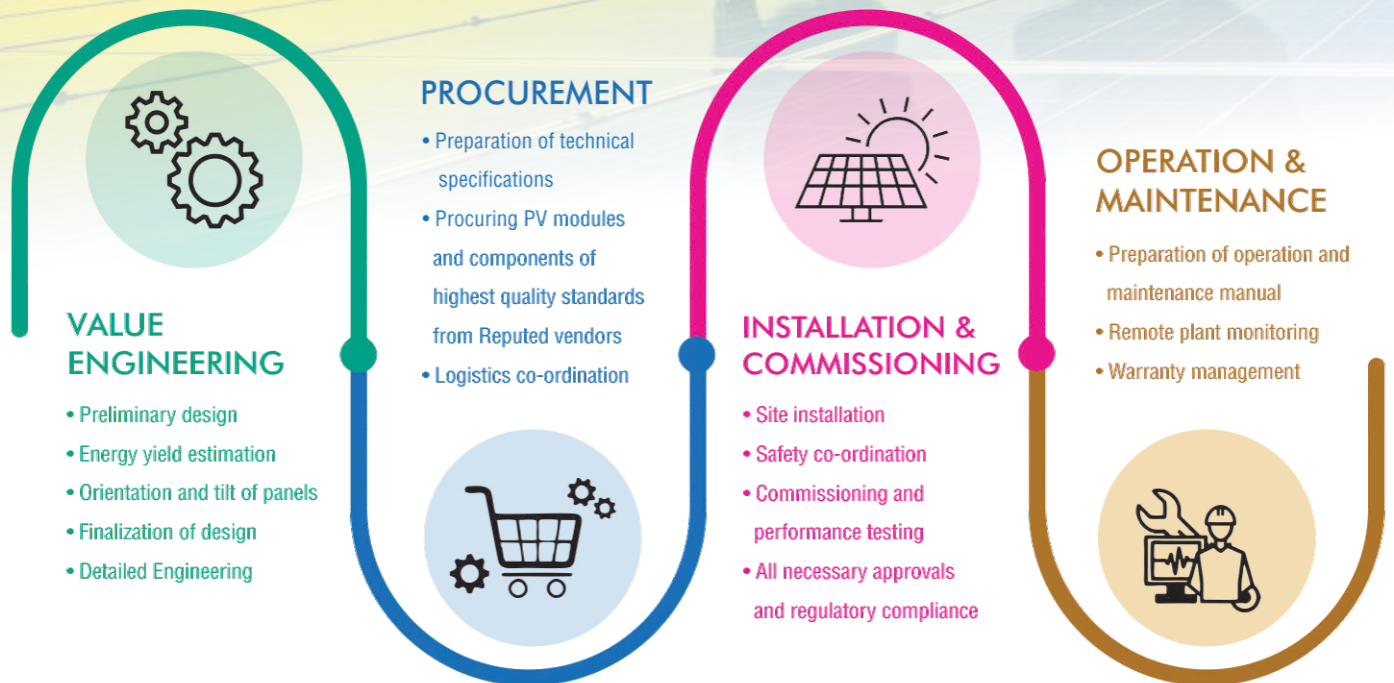 VALUE
ENGINEERING
• Preliminary design
• Energy yield estimation
• Orientation and tilt of panels
• Finalization of design
• Detailed Engineering
PROCUREMENT
• Preparation of technical
specifications
• Procuring PV modules
and components of
highest quality standards
from Reputed vendors
• Logistics co-ordination
INSTALLATION &
COMMISSIONING
• Site installation
• Safety co-ordination
• Commissioning and
performance testing
• All necessary approvals
and regulatory compliance
OPERATION &
MAINTENANCE
• Preparation of operation and
maintenance manual
• Remote plant monitoring
• Warranty management